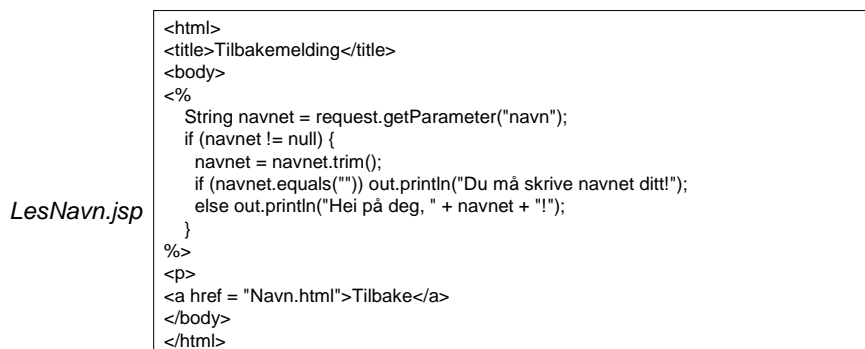 <html>
<title>Tilbakemelding</title>
<body>
<%
String navnet = request.getParameter("navn");
if (navnet != null) {
navnet = navnet.trim();
if (navnet.equals("")) out.println("Du må skrive navnet ditt!");
else out.println("Hei på deg, " + navnet + "!");
}
%>
<p>
<a href = "Navn.html">Tilbake</a>
</body>
</html>
LesNavn.jsp